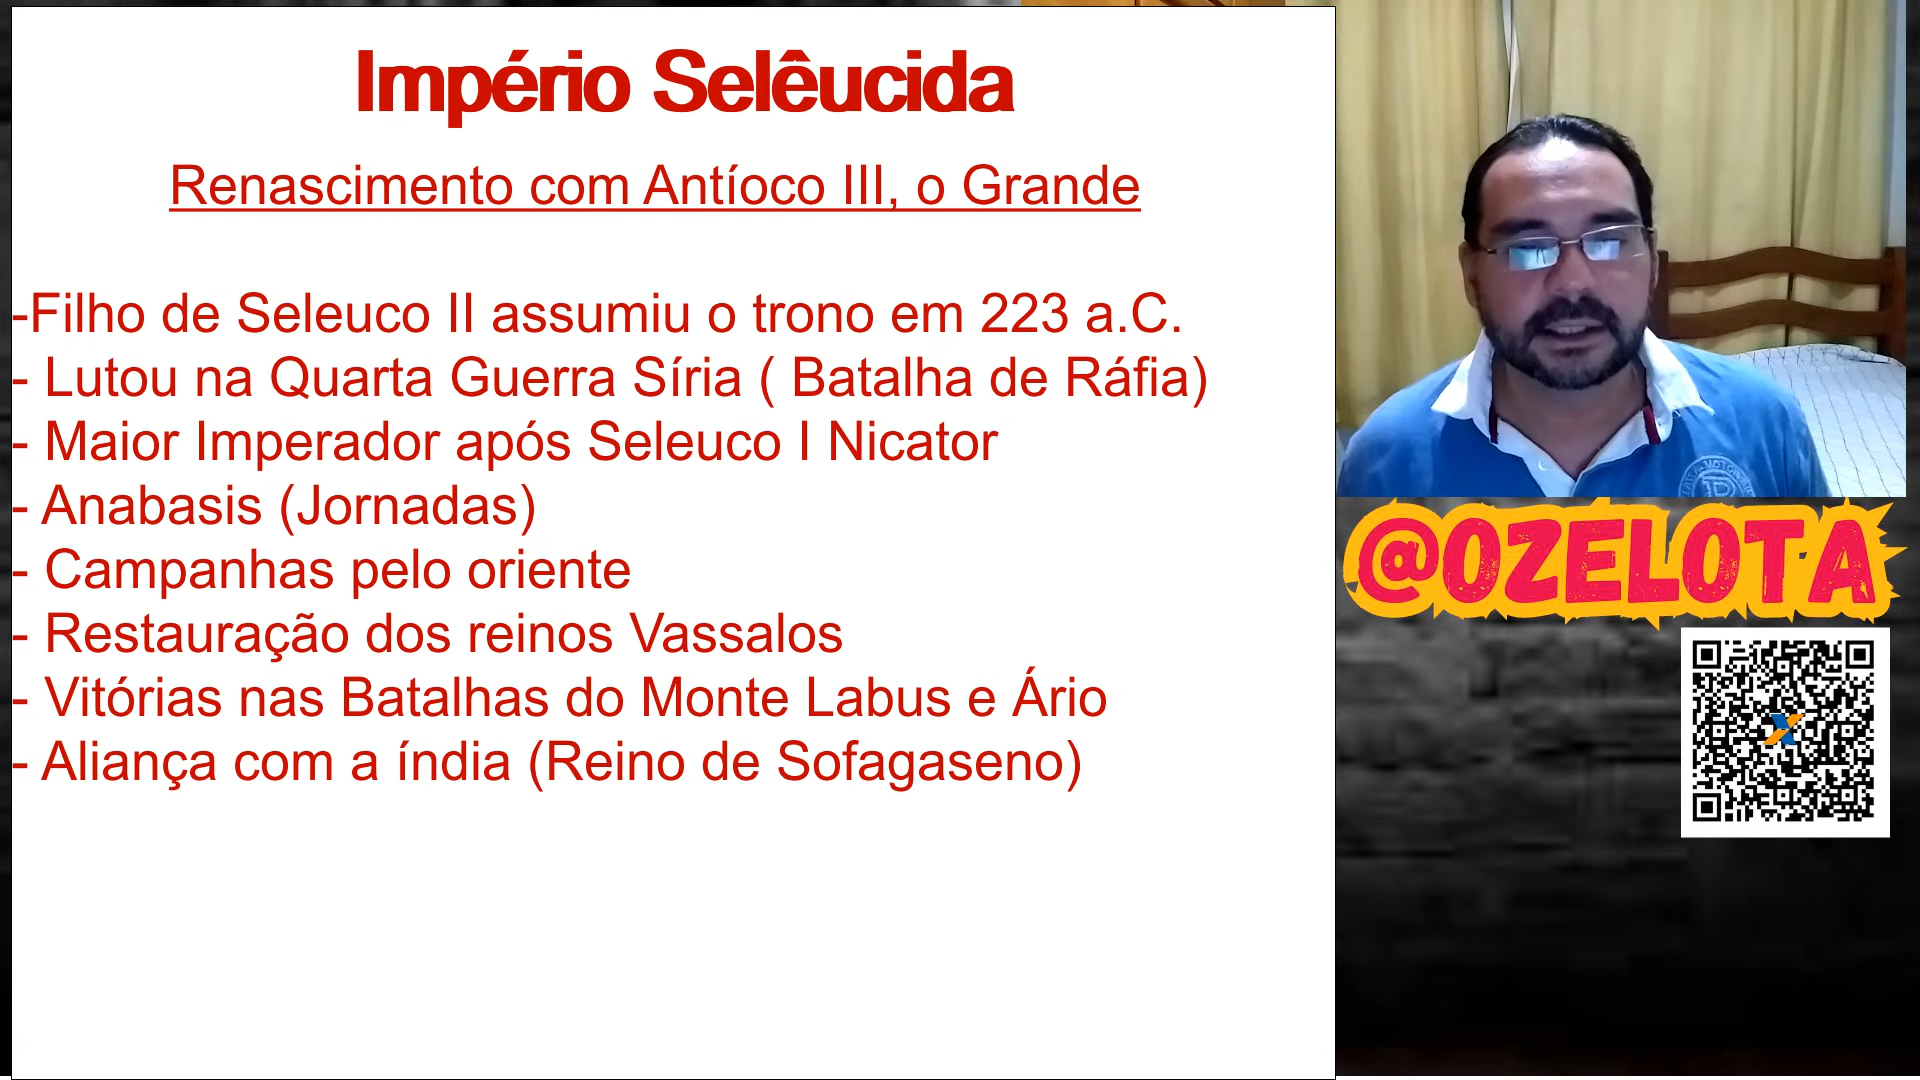 Império Selêucida
Renascimento com Antíoco III, o Grande
-Filho de Seleuco II assumiu o trono em 223 a.C.
- Lutou na Quarta Guerra Síria ( Batalha de Ráfia)
- Maior Imperador após Seleuco I Nicator
- Anabasis (Jornadas)
- Campanhas pelo oriente
- Restauração dos reinos Vassalos
- Vitórias nas Batalhas do Monte Labus e Ário
- Aliança com a índia (Reino de Sofagaseno)
@OZELOTA